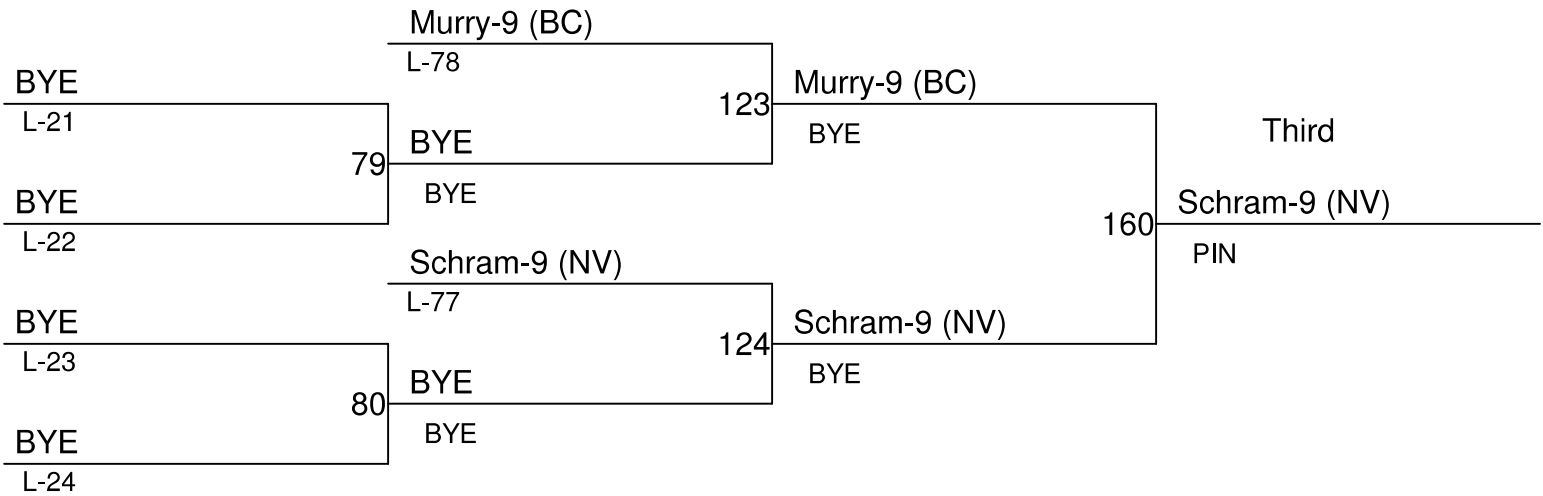 Murry-9 (BC)
L-78
BYE
L-21
123
Murry-9 (BC)
BYE
Third
79
BYE
BYE
BYE
L-22
160
Schram-9 (NV)
PIN
Schram-9 (NV)
L-77
BYE
L-23
124
Schram-9 (NV)
BYE
80
BYE
BYE
BYE
L-24